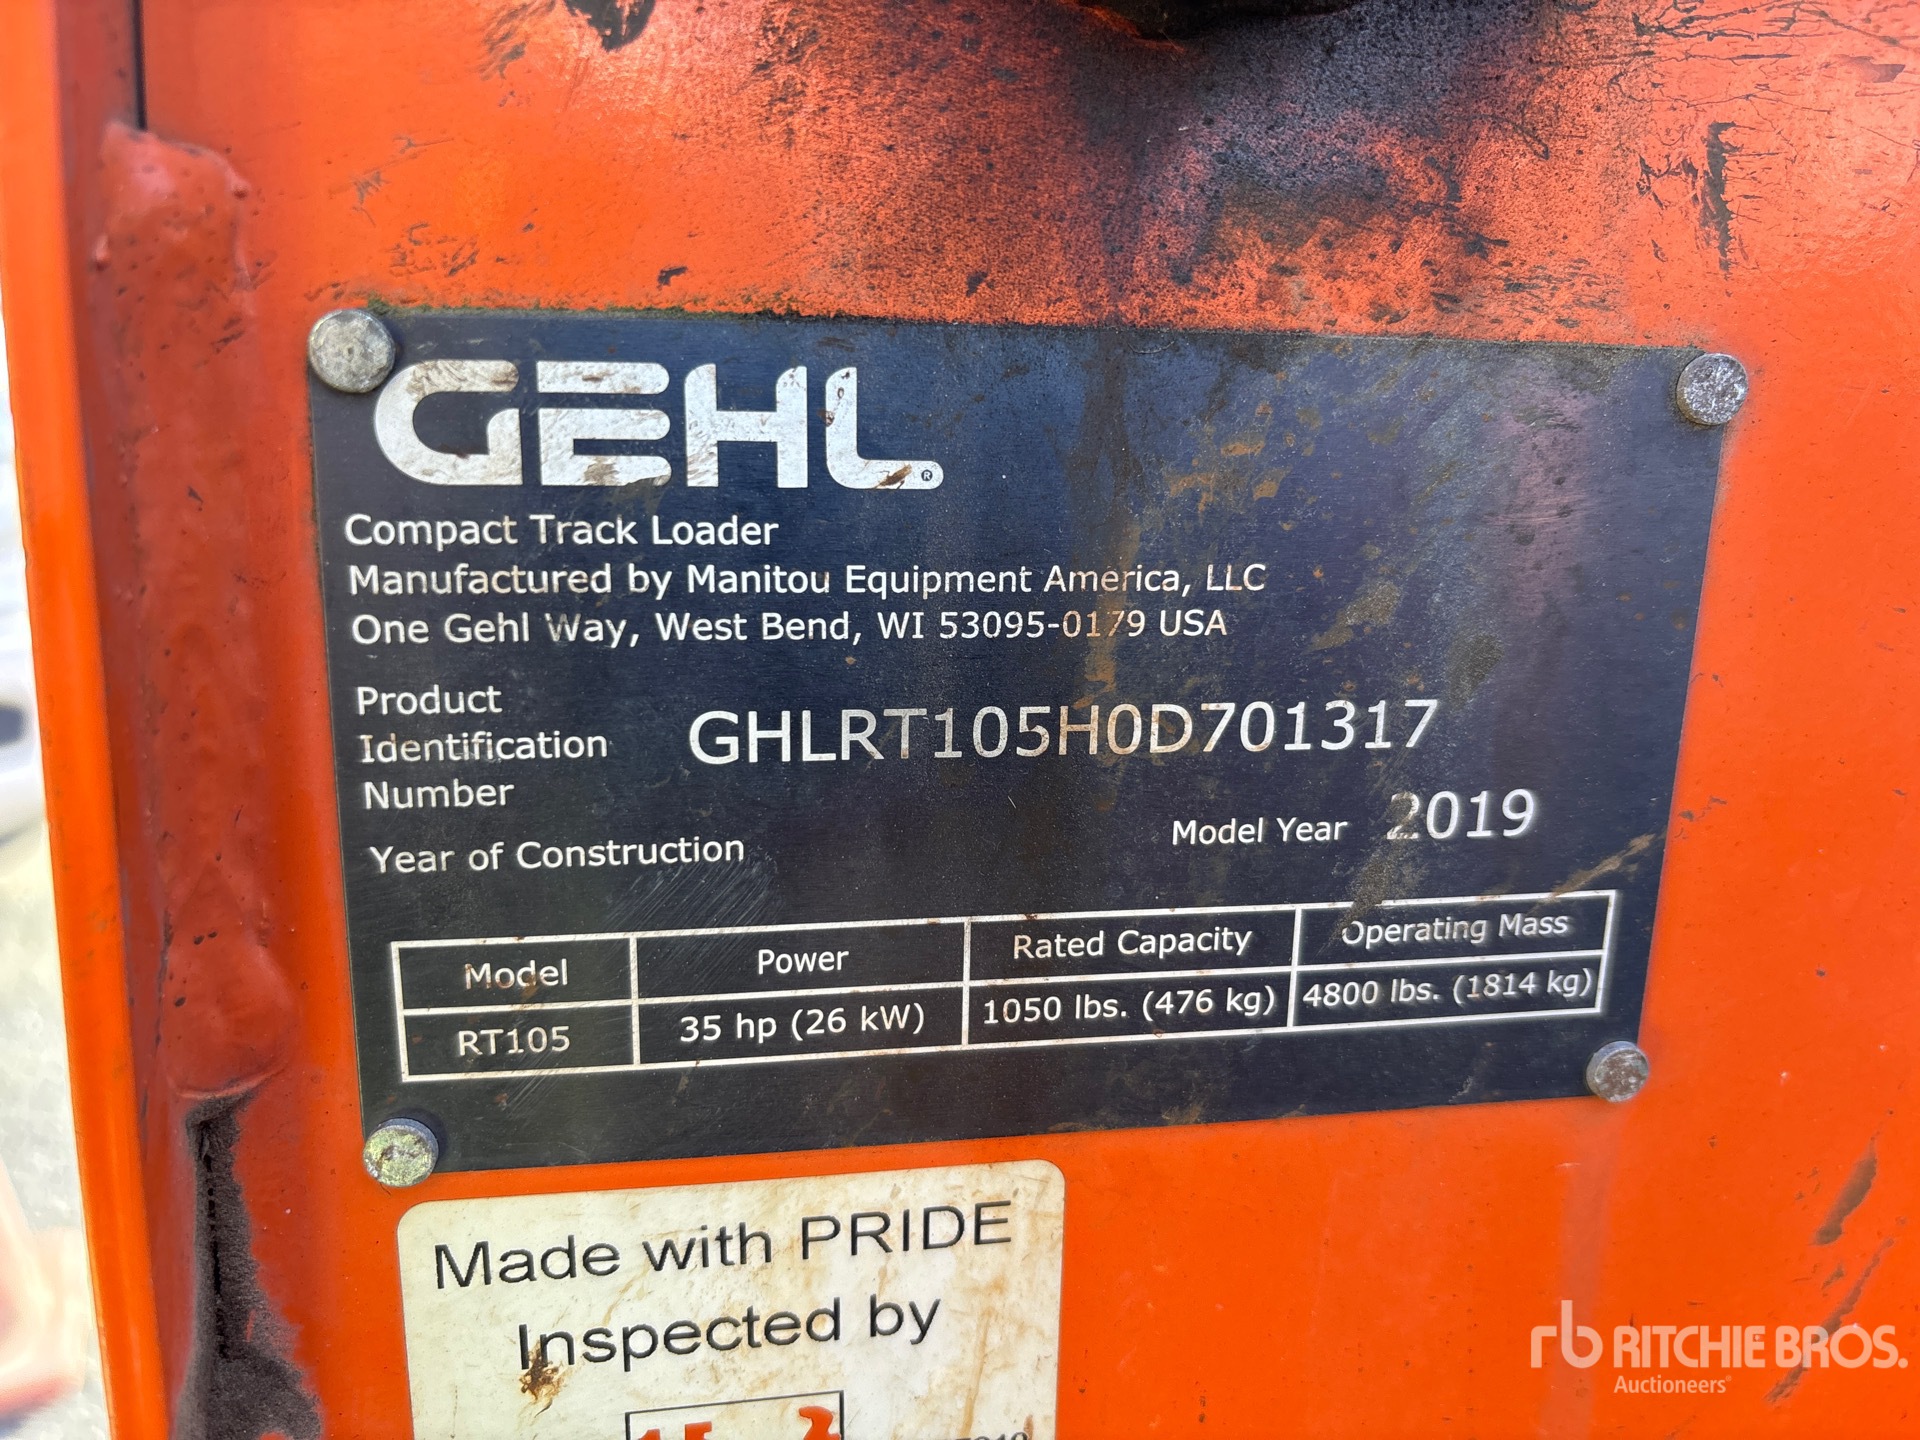 GEHL®
Compact Track Loader
Manufactured by Manitou Equipment America, LLC
One Gehl Way, West Bend, WI 53095-0179 USA
Product
Identification
Number
GHLRT105H0D701317
Year of Construction
Model Year 2019
Model Power Rated Capacity Operating Mass
RT105 35 hp (26 kW) 1050 lbs. (476 kg) 4800 lbs. (1814 kg)
Made with PRIDE
Inspected by
rb RITCHIE BROS.
Auctioneers